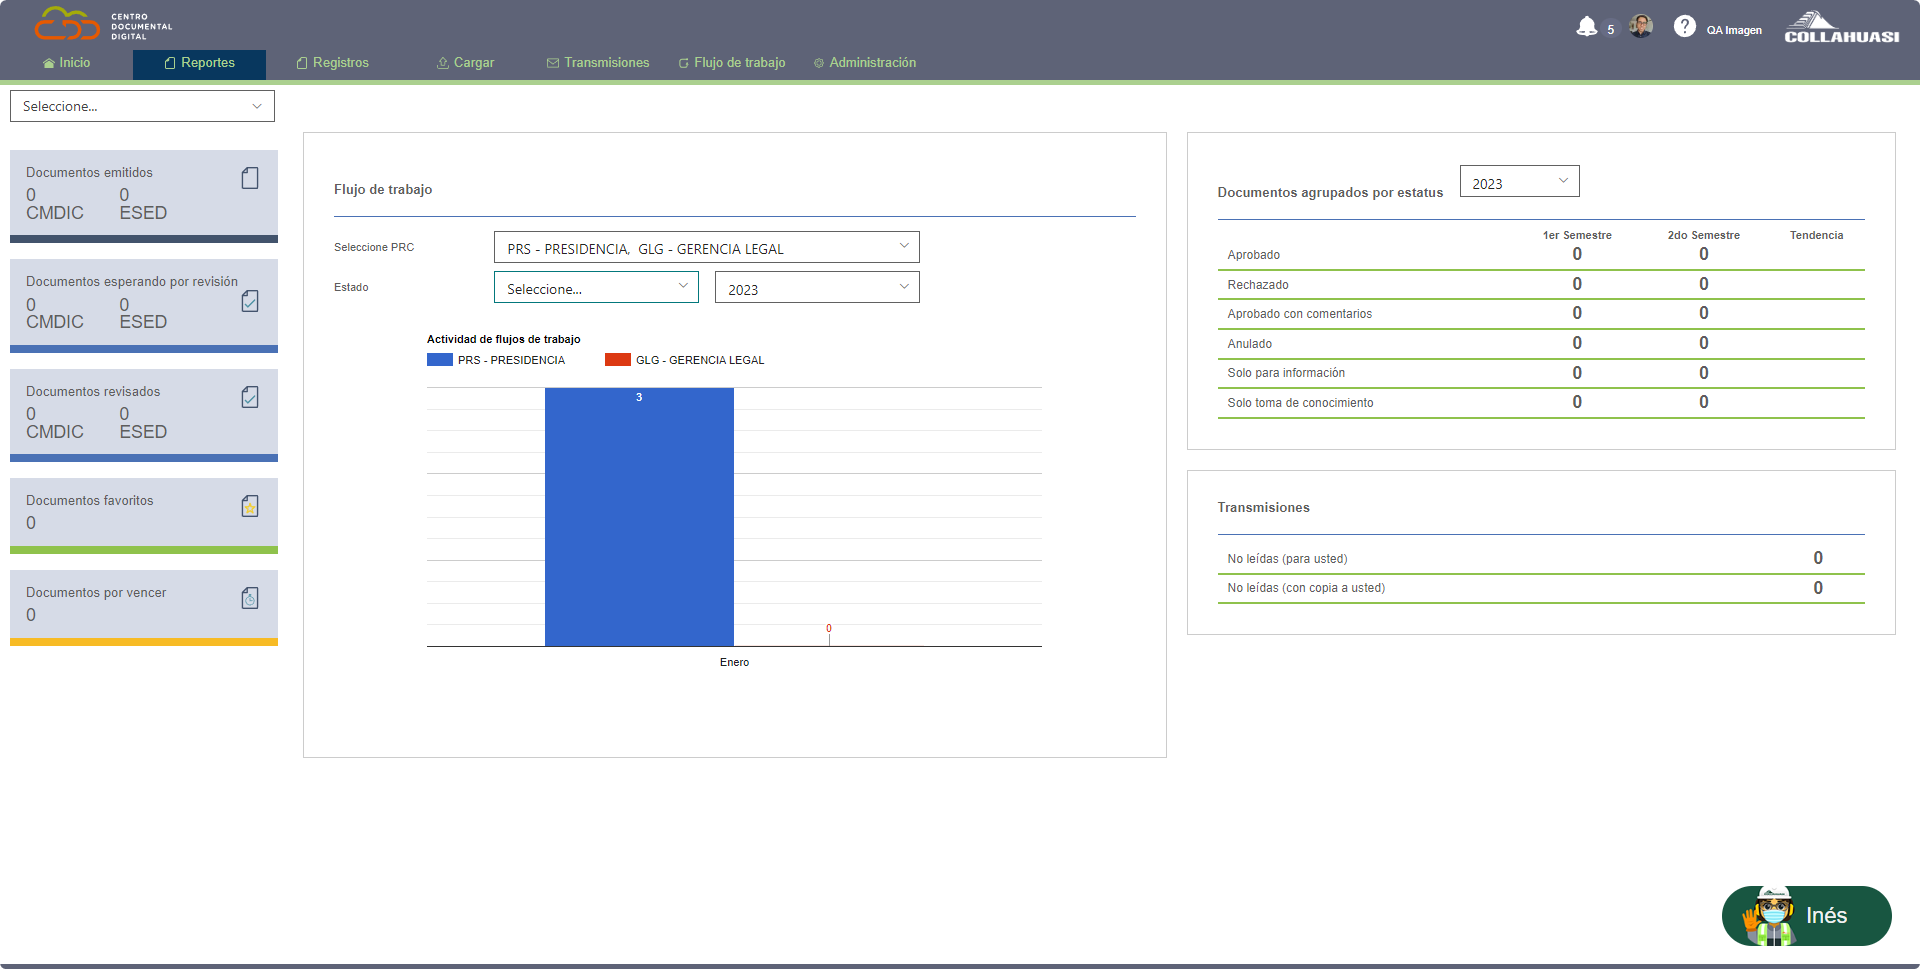 CENTRO
DOCUMENTAL
DIGITAL
5
QA Imagen
COLLAHUASI
Inicio
Reportes
Registros
Cargar
Transmisiones
Flujo de trabajo
Administración
Seleccione...
Documentos emitidos
0 0
CMDIC ESED
Documentos esperando por revisión
0 0
CMDIC ESED
Documentos revisados
0 0
CMDIC ESED
Documentos favoritos
0
Documentos por vencer
0
Flujo de trabajo
Seleccione PRC
PRS - PRESIDENCIA, GLG - GERENCIA LEGAL
Estado
Seleccione...
2023
Actividad de flujos de trabajo
PRS - PRESIDENCIA
GLG - GERENCIA LEGAL
3
0
Enero
Documentos agrupados por estatus
2023
1er Semestre 2do Semestre Tendencia
Aprobado 0 0
Rechazado 0 0
Aprobado con comentarios 0 0
Anulado 0 0
Solo para información 0 0
Solo toma de conocimiento 0 0
Transmisiones
No leídas (para usted) 0
No leídas (con copia a usted) 0
Inés